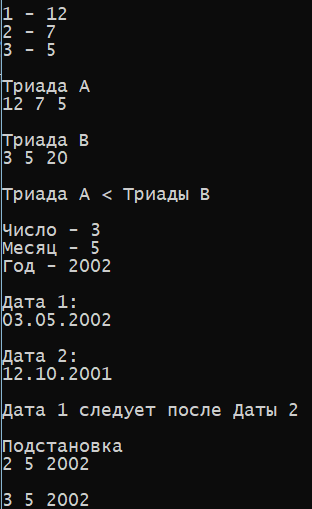 1 - 12
2 - 7
3 - 5
Триада A
12 7 5
Триада B
3 5 20
Триада A < Триады B
Число - 3
Месяц - 5
Год - 2002
Дата 1:
03.05.2002
Дата 2:
12.10.2001
Дата 1 следует после Даты 2
Подстановка
2 5 2002
3 5 2002